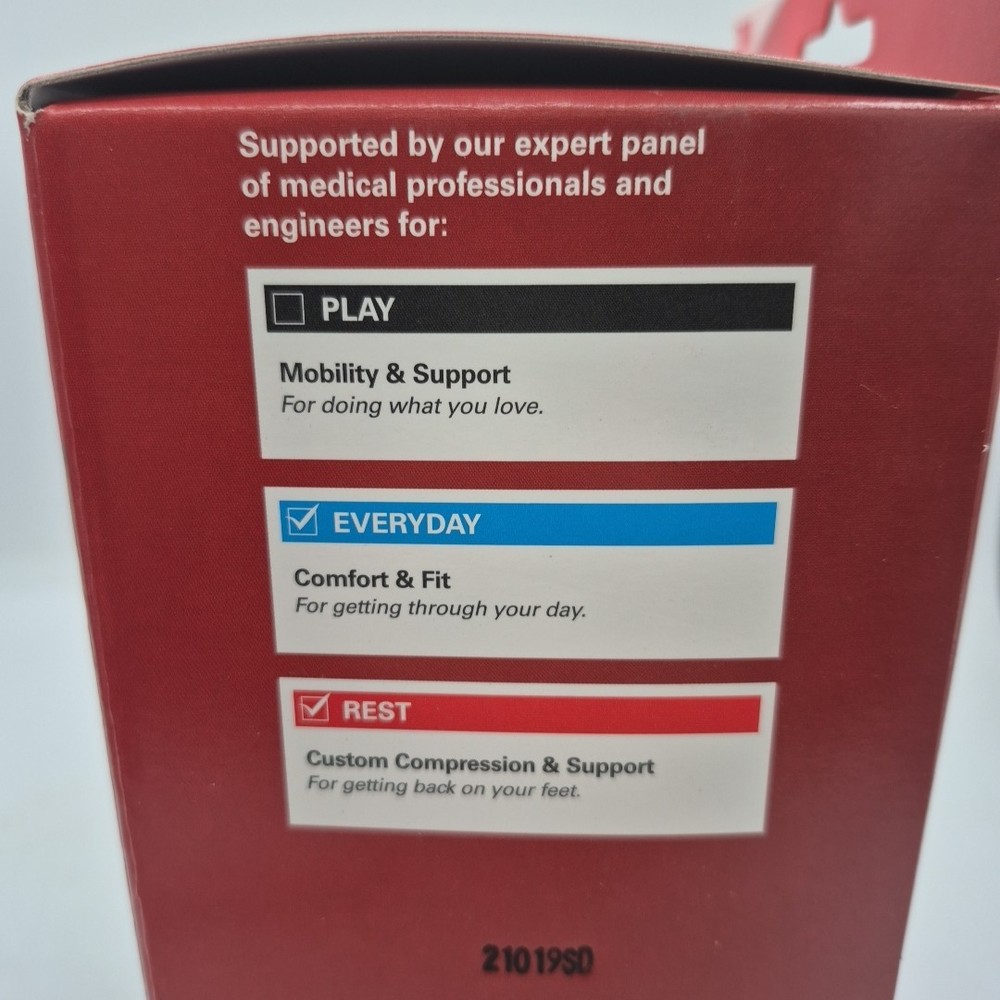 Supported by our expert panel
of medical professionals and
engineers for:
PLAY
Mobility & Support
For doing what you love.
EVERYDAY
Comfort & Fit
For getting through your day.
REST
Custom Compression & Support
For getting back on your feet.
21019SD